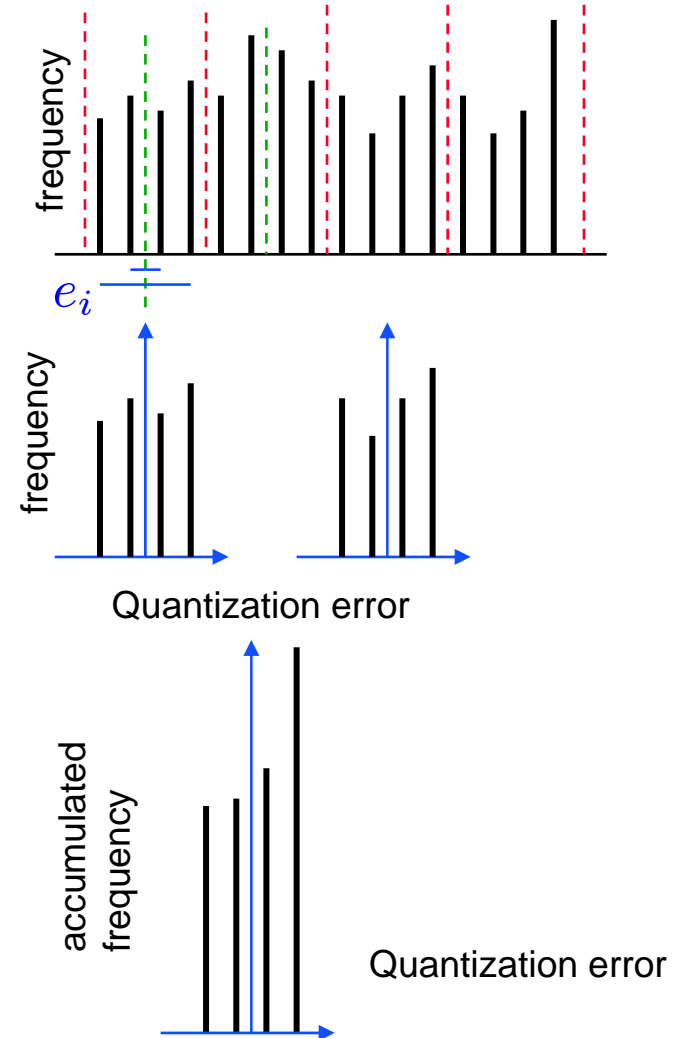 frequency
e_i
frequency
Quantization error
accumulated
frequency
Quantization error